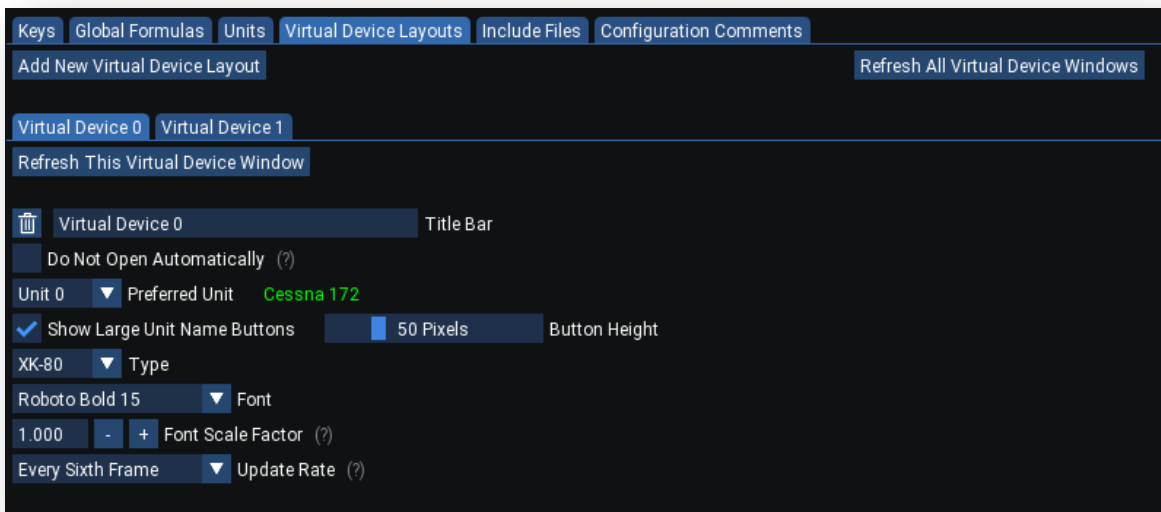 Keys Global Formulas Units Virtual Device Layouts Include Files Configuration Comments
Add New Virtual Device Layout Refresh All Virtual Device Windows
Virtual Device 0 Virtual Device 1
Refresh This Virtual Device Window
Virtual Device 0 Title Bar
Do Not Open Automatically (?)
Unit 0 Preferred Unit Cessna 172
Show Large Unit Name Buttons 50 Pixels Button Height
XK-80 Type
Roboto Bold 15 Font
1.000 - + Font Scale Factor (?)
Every Sixth Frame Update Rate (?)